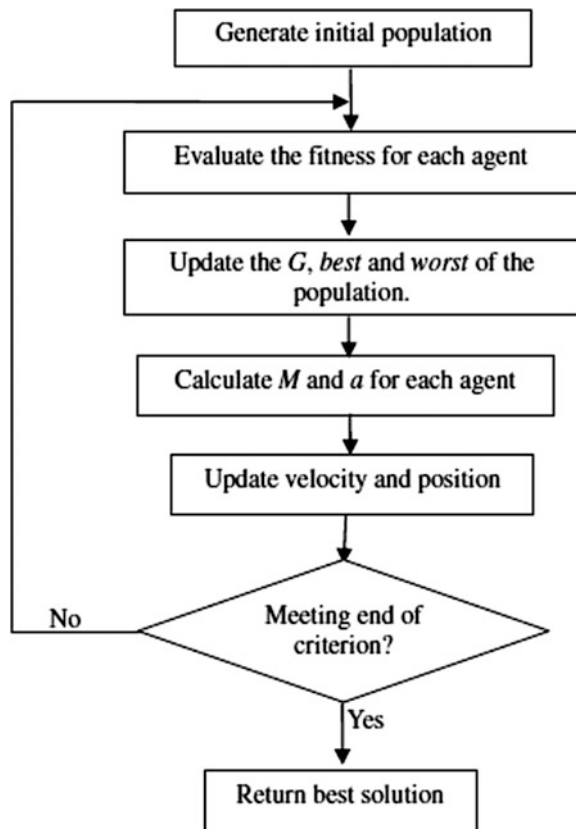 Generate initial population
Evaluate the fitness for each agent
Update the G, best and worst of the
population.
Calculate M and a for each agent
Update velocity and position
Meeting end of
criterion?
No
Yes
Return best solution